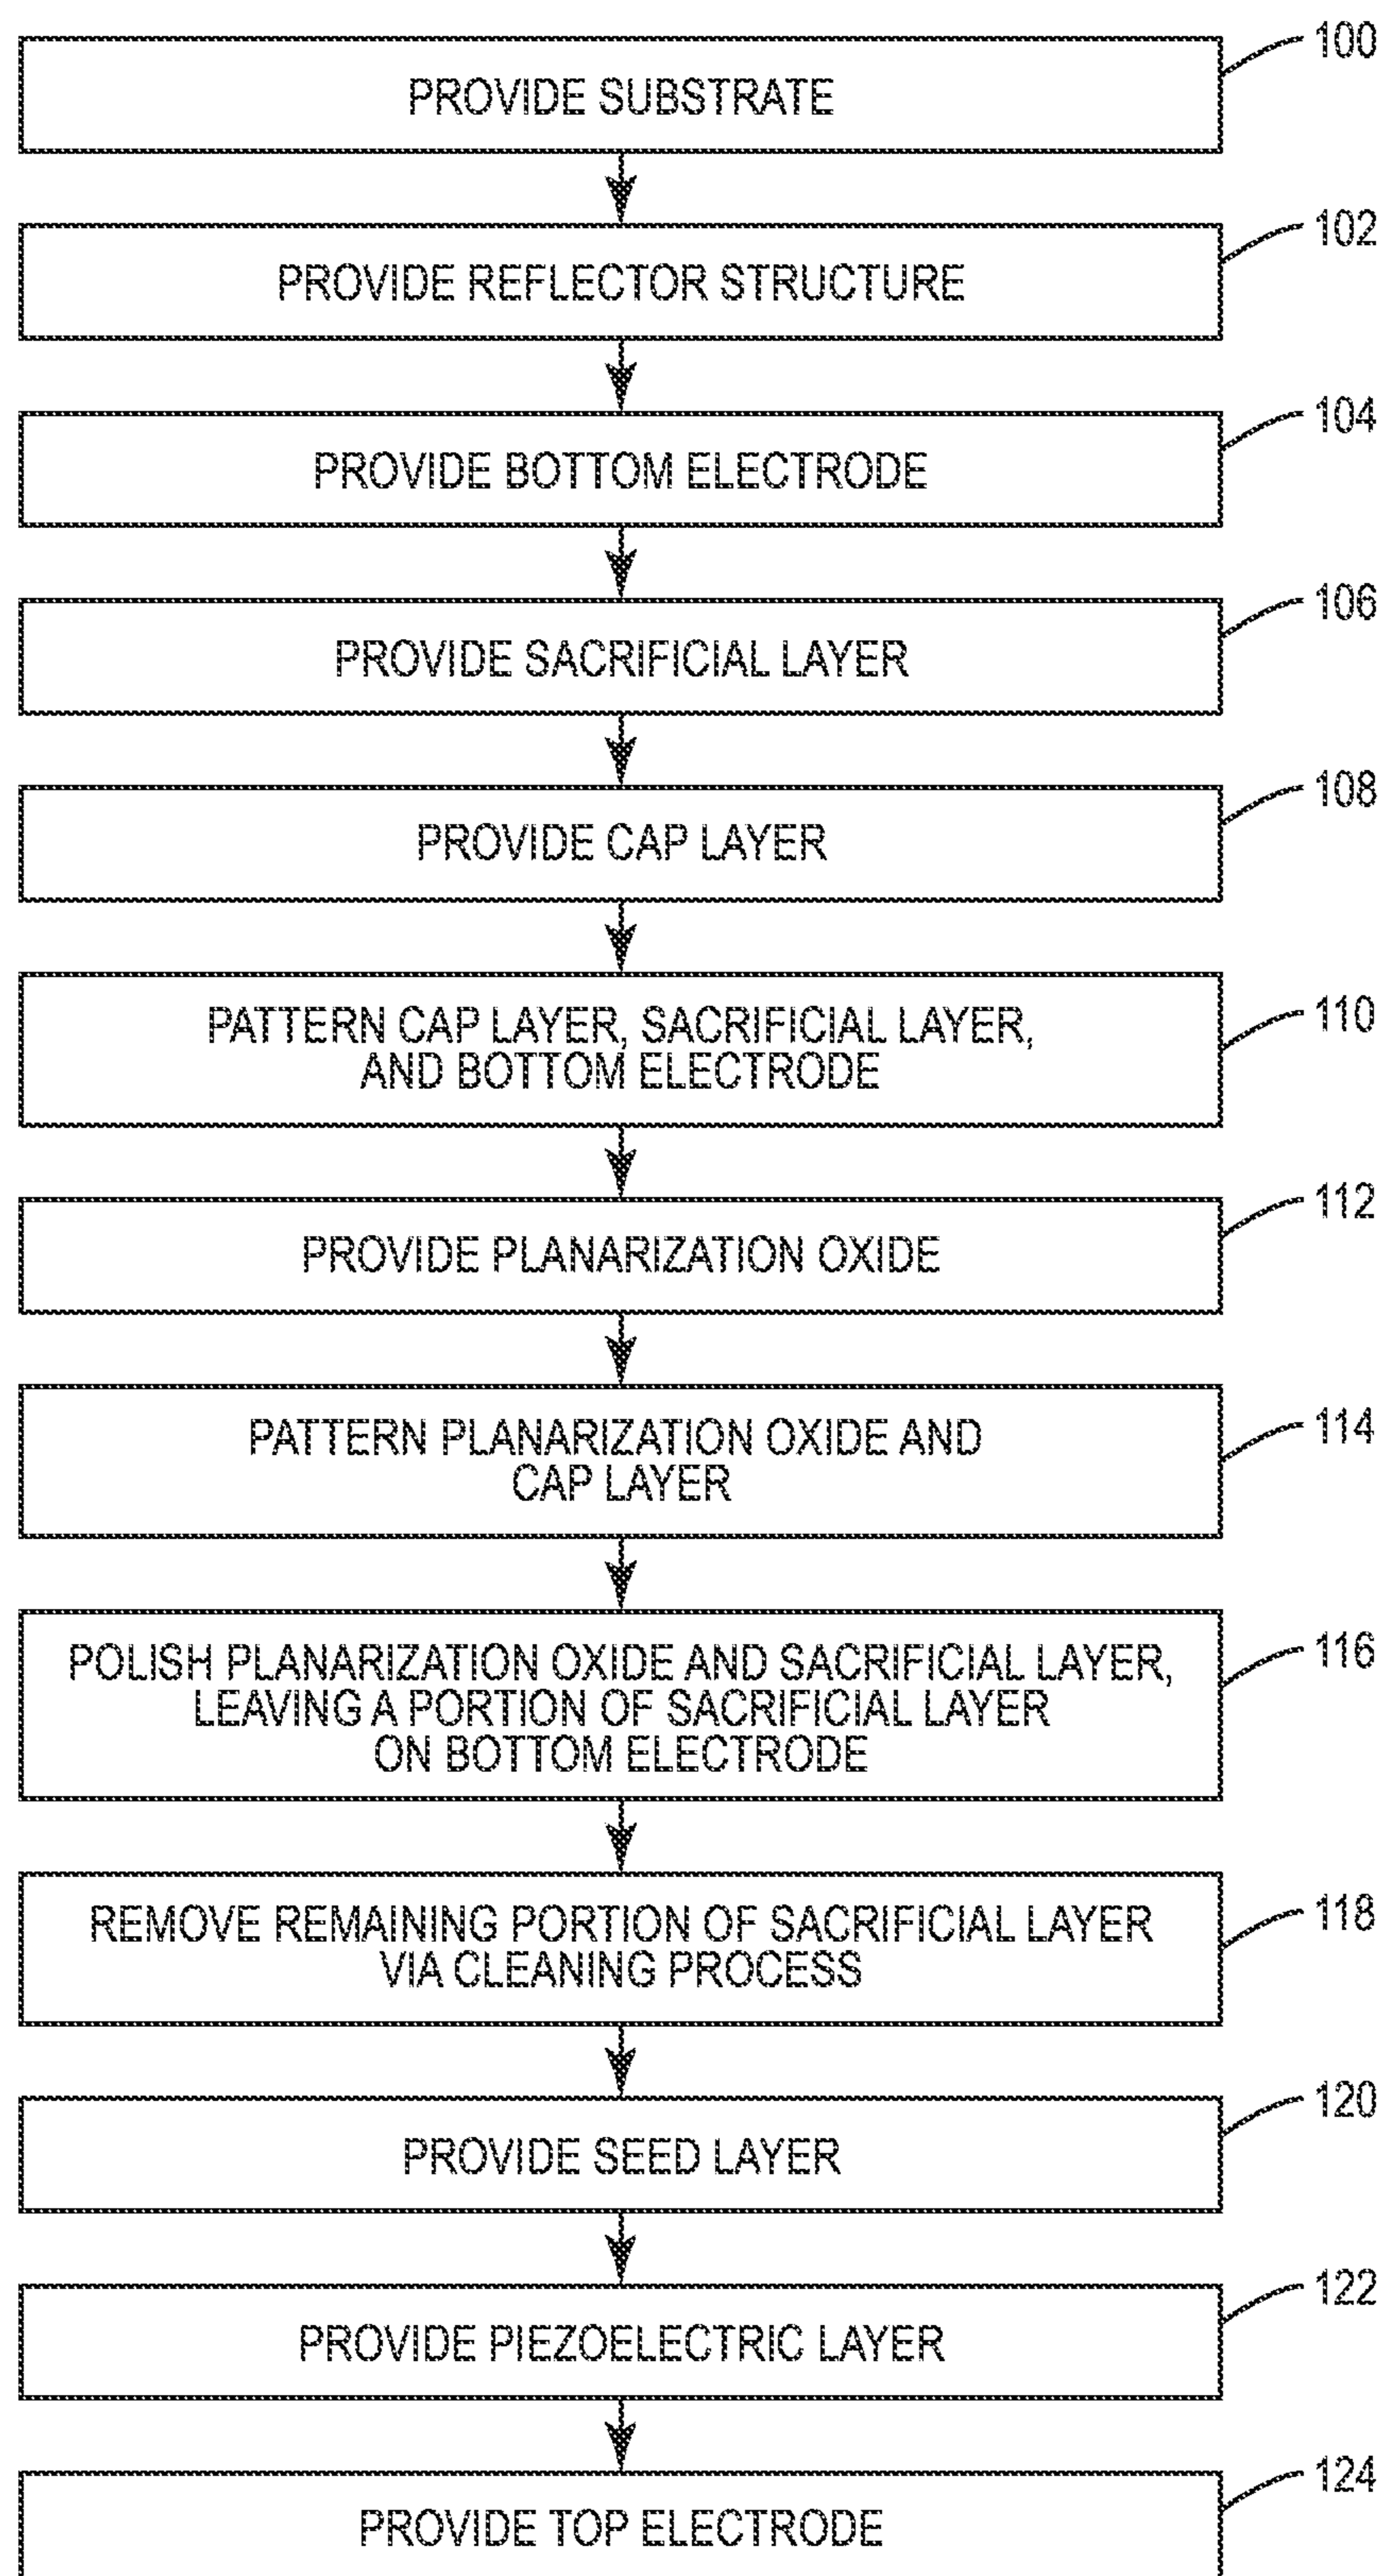 100
PROVIDE SUBSTRATE
102
PROVIDE REFLECTOR STRUCTURE
104
PROVIDE BOTTOM ELECTRODE
106
PROVIDE SACRIFICIAL LAYER
108
PROVIDE CAP LAYER
110
PATTERN CAP LAYER, SACRIFICIAL LAYER,
AND BOTTOM ELECTRODE
112
PROVIDE PLANARIZATION OXIDE
114
PATTERN PLANARIZATION OXIDE AND
CAP LAYER
116
POLISH PLANARIZATION OXIDE AND SACRIFICIAL LAYER,
LEAVING A PORTION OF SACRIFICIAL LAYER
ON BOTTOM ELECTRODE
118
REMOVE REMAINING PORTION OF SACRIFICIAL LAYER
VIA CLEANING PROCESS
120
PROVIDE SEED LAYER
122
PROVIDE PIEZOELECTRIC LAYER
124
PROVIDE TOP ELECTRODE